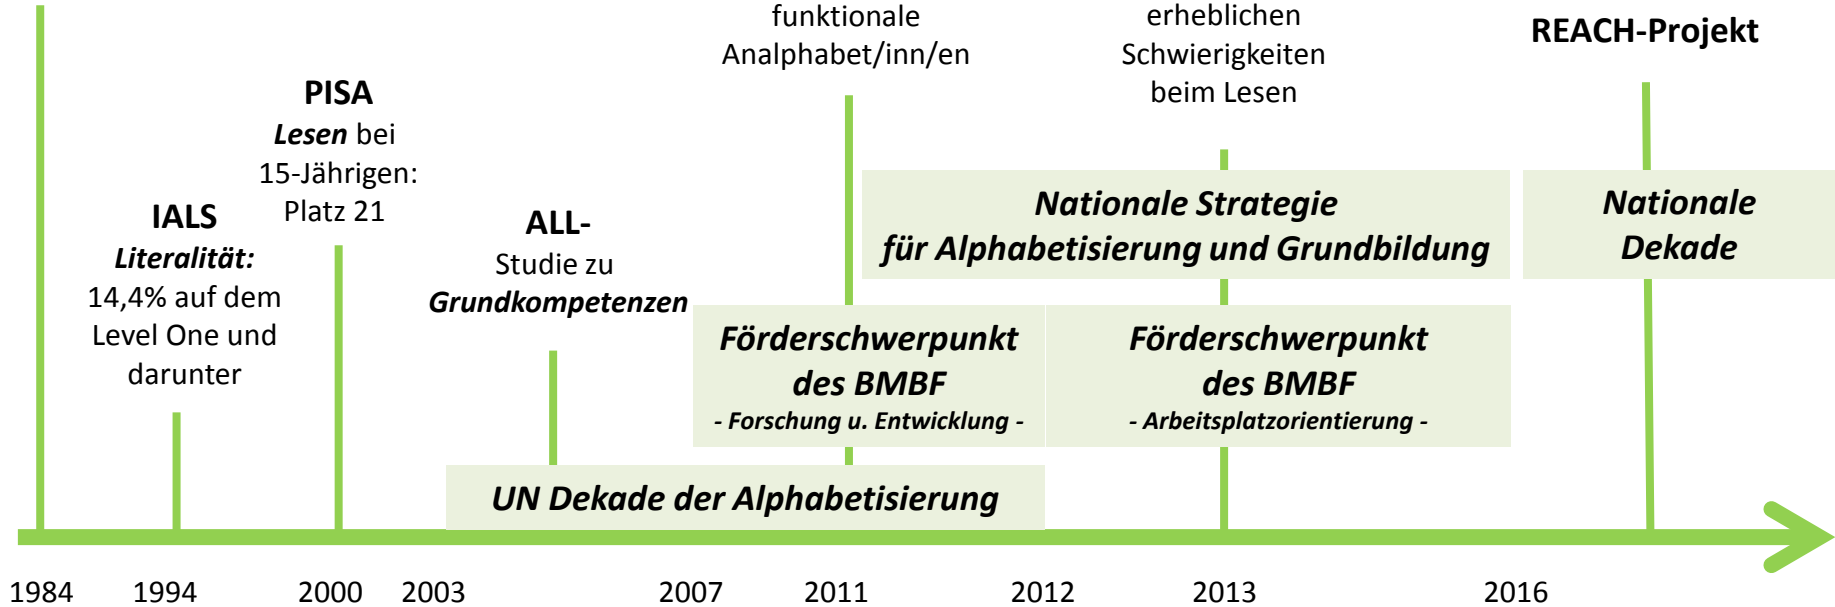 funktionale
Analphabet/inn/en
erheblichen
Schwierigkeiten
beim Lesen
REACH-Projekt
PISA
Lesen bei
15-Jährigen:
Platz 21
IALS
Literalität:
14,4% auf dem
Level One und
darunter
ALL-
Studie zu
Grundkompetenzen
Nationale Strategie
für Alphabetisierung und Grundbildung
Nationale
Dekade
Förderschwerpunkt
des BMBF
- Forschung u. Entwicklung -
Förderschwerpunkt
des BMBF
- Arbeitsplatzorientierung -
UN Dekade der Alphabetisierung
1984 1994 2000 2003 2007 2011 2012 2013 2016